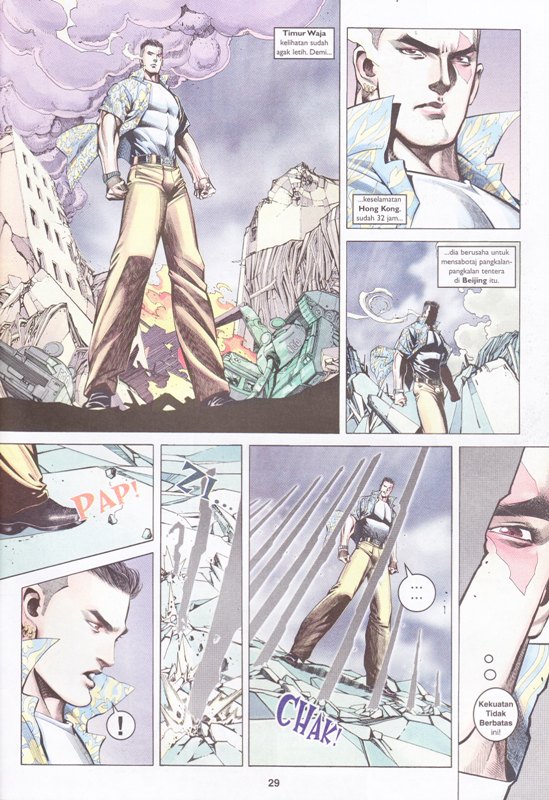 Timur Waja
kelihatan sudah
agak letih. Demi...
...keselamatan
Hong Kong,
sudah 32 jam...
...dia berusaha untuk
mensabotaj pangkalan-
pangkalan tentera
di Beijing itu.
PAP!
!
ZI..
...
...
CHAK!
Kekuatan
Tidak
Berbatas
ini!
29